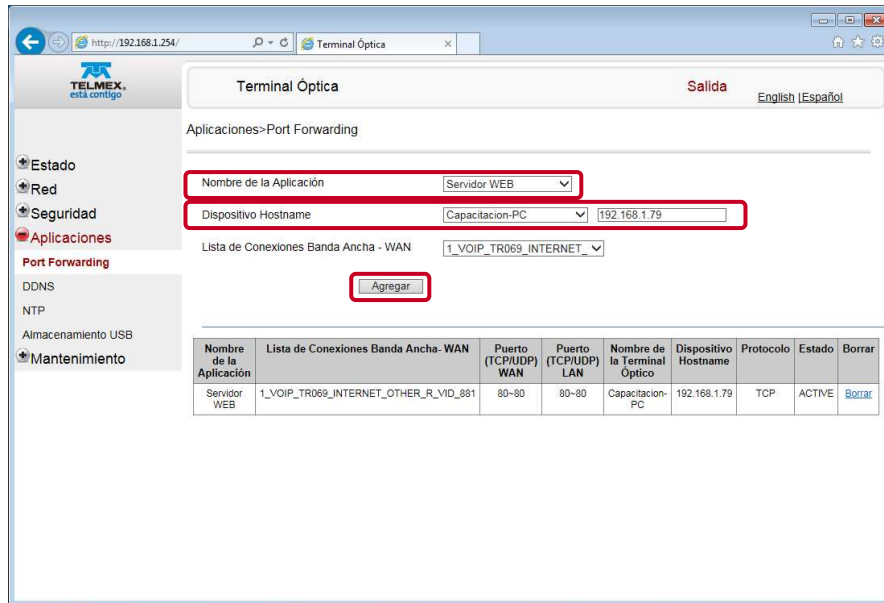 http://192.168.1.254/
Terminal Óptica
TELMEX.
está contigo
Terminal Óptica
Salida
English |Español
Aplicaciones>Port Forwarding
Estado
Red
Seguridad
Aplicaciones
Port Forwarding
DDNS
NTP
Almacenamiento USB
Mantenimiento
Nombre de la Aplicación Servidor WEB
Dispositivo Hostname Capacitacion-PC 192.168.1.79
Lista de Conexiones Banda Ancha - WAN 1_VOIP_TR069_INTERNET_
Agregar
Nombre de la Aplicación Lista de Conexiones Banda Ancha- WAN Puerto (TCP/UDP) WAN Puerto (TCP/UDP) LAN Nombre de la Terminal Óptico Dispositivo Hostname Protocolo Estado Borrar
Servidor WEB 1_VOIP_TR069_INTERNET_OTHER_R_VID_881 80~80 80~80 Capacitacion-PC 192.168.1.79 TCP ACTIVE Borrar